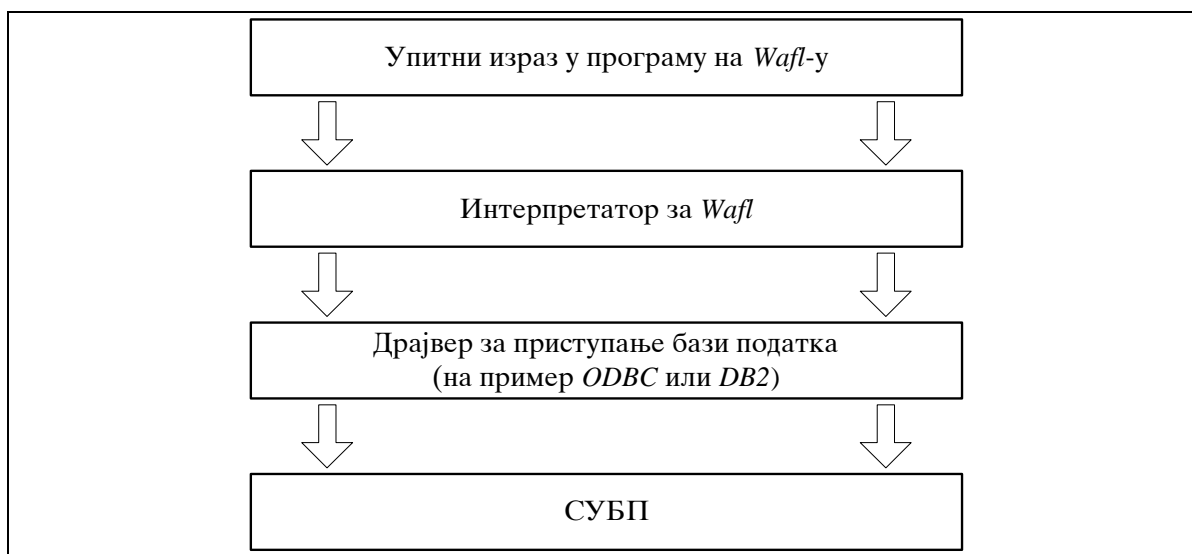 Упитни израз у програму на Wafl-у
Интерпретатор за Wafl
Драјвер за приступање бази податка
(на пример ODBC или DB2)
СУБП